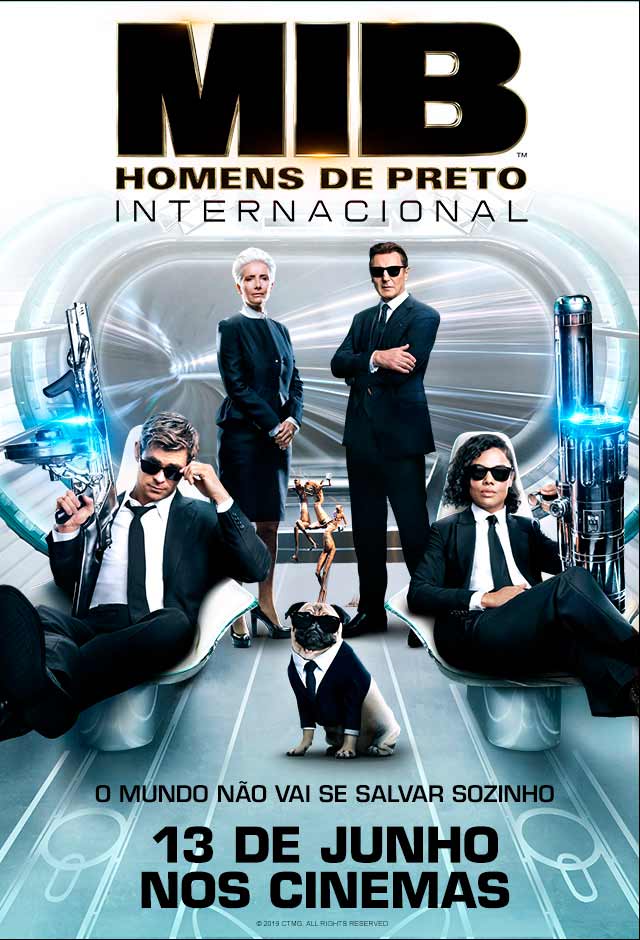 MIB™
HOMENS DE PRETO
INTERNACIONAL
O MUNDO NÃO VAI SE SALVAR SOZINHO
13 DE JUNHO
NOS CINEMAS
© 2019 CTMG. ALL RIGHTS RESERVED